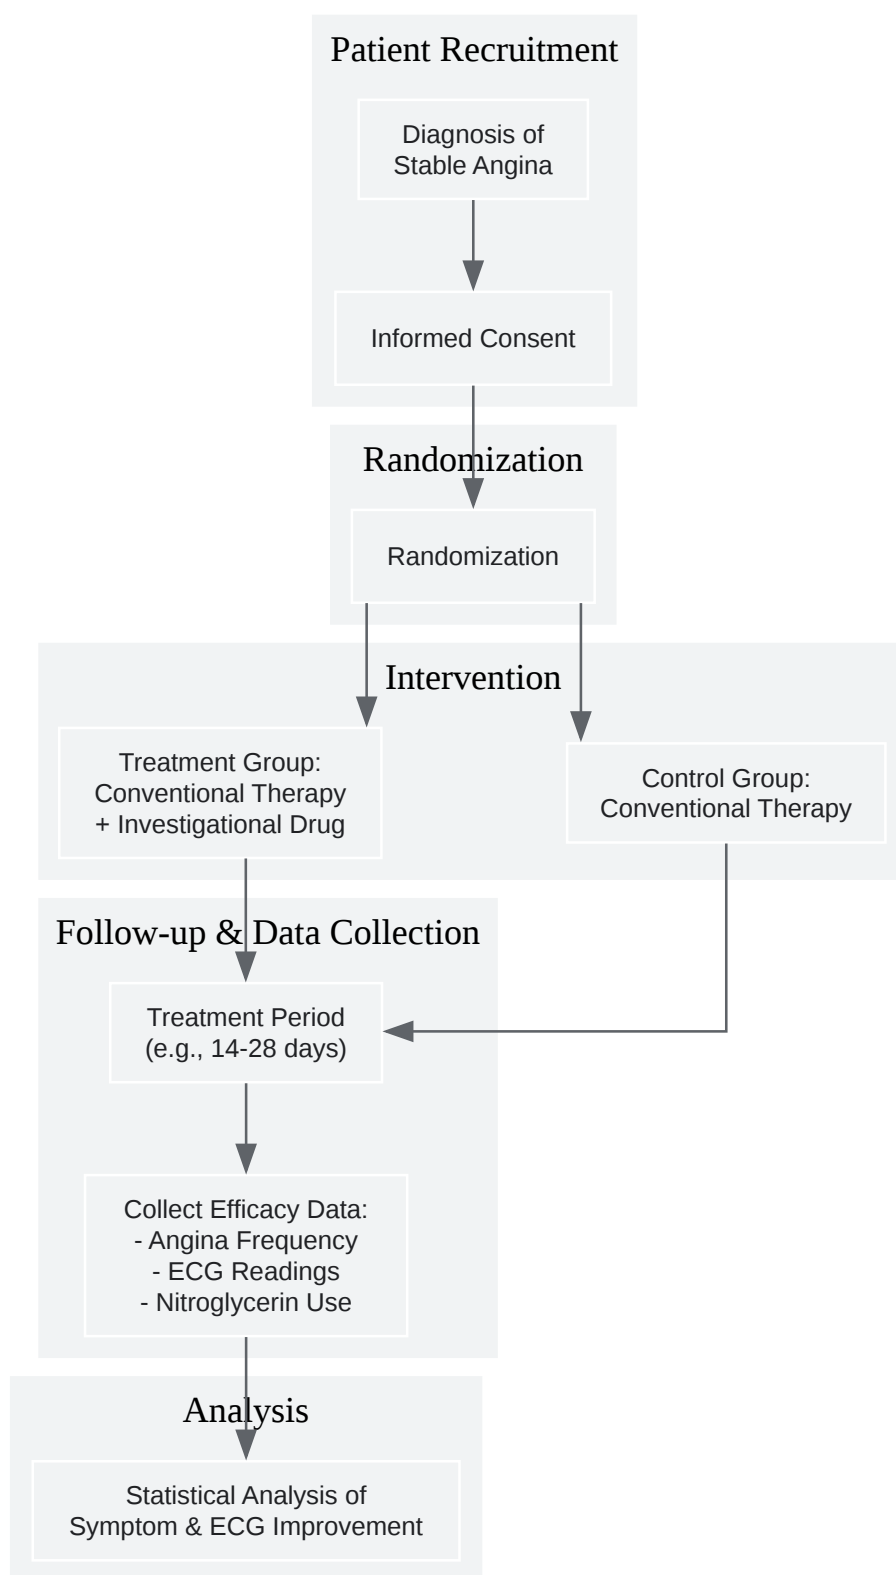 Patient Recruitment
Diagnosis of
Stable Angina
Informed Consent
Randomization
Randomization
Intervention
Treatment Group:
Conventional Therapy
+ Investigational Drug
Control Group:
Conventional Therapy
Follow-up & Data Collection
Treatment Period
(e.g., 14-28 days)
Collect Efficacy Data:
- Angina Frequency
- ECG Readings
- Nitroglycerin Use
Analysis
Statistical Analysis of
Symptom & ECG Improvement